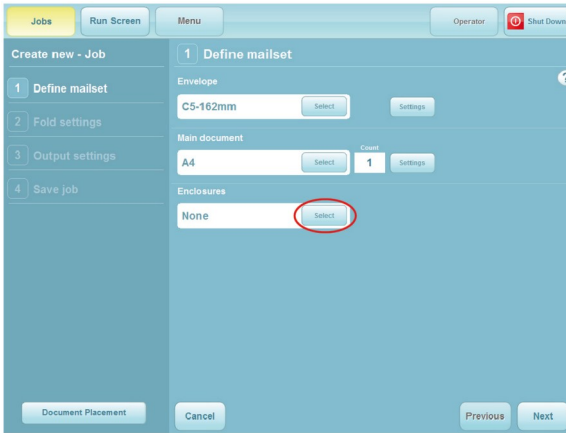 Jobs Run Screen Menu Operator Shut Down
Create new - Job
1 Define mailset
2 Fold settings
3 Output settings
4 Save job
Document Placement
1 Define mailset
?
Envelope
C5-162mm Select Settings
Main document
Count
A4 Select 1 Settings
Enclosures
None Select
Cancel Previous Next